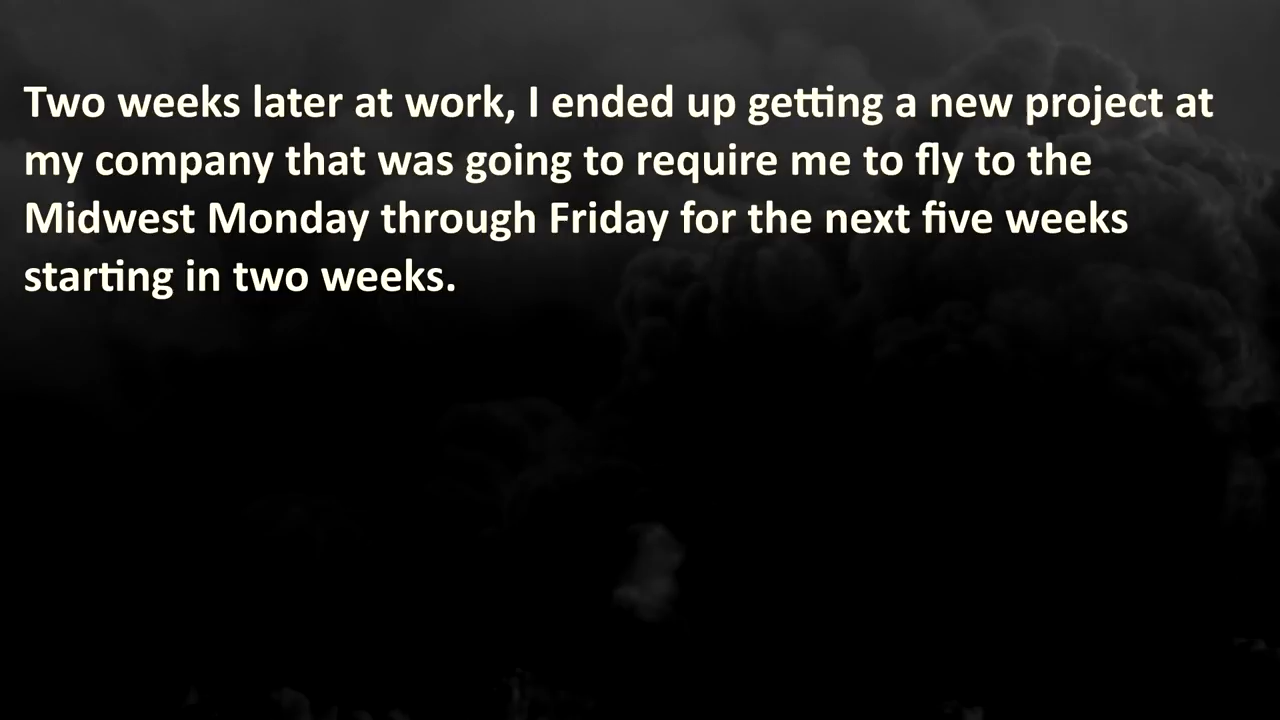 Two weeks later at work, I ended up getting a new project at
my company that was going to require me to fly to the
Midwest Monday through Friday for the next five weeks
starting in two weeks.